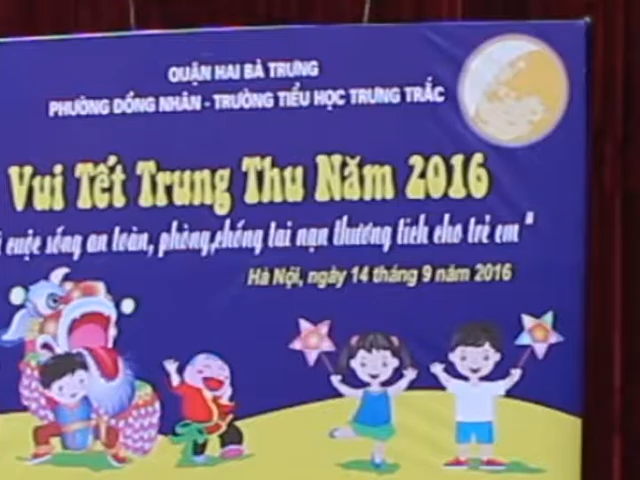 QUẬN HAI BÀ TRƯNG
PHƯỜNG ĐỒNG NHÂN - TRƯỜNG TIỂU HỌC TRƯNG TRẮC
Vui Tết Trung Thu Năm 2016
cuộc sống an toàn, phòng,chống tai nạn thương tích cho trẻ em"
Hà Nội, ngày 14 tháng 9 năm 2016